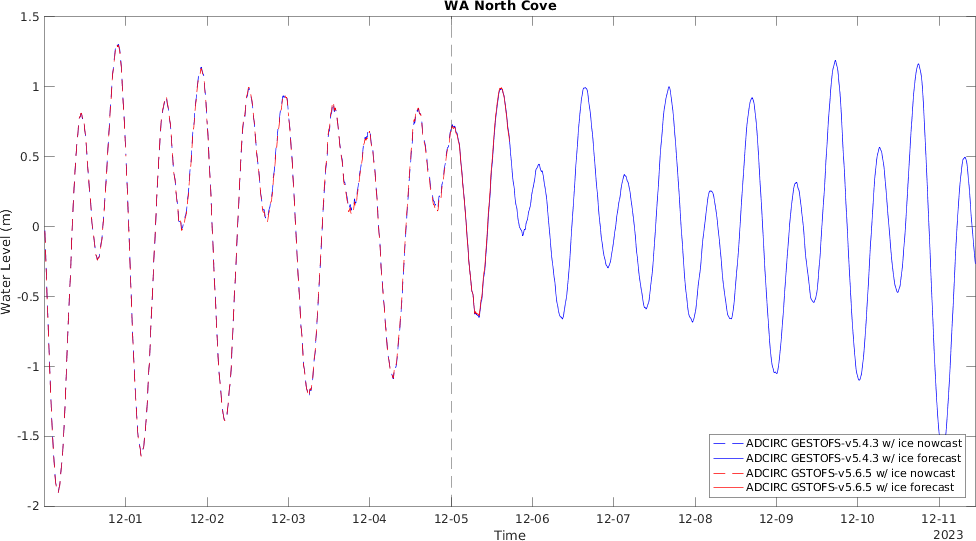 WA North Cove
1.5
1
0.5
0
-0.5
-1
-1.5
-2
Water Level (m)
12-01 12-02 12-03 12-04 12-05 12-06 12-07 12-08 12-09 12-10 12-11
Time
2023
ADCIRC GESTOFS-v5.4.3 w/ ice nowcast
ADCIRC GESTOFS-v5.4.3 w/ ice forecast
ADCIRC GSTOFS-v5.6.5 w/ ice nowcast
ADCIRC GSTOFS-v5.6.5 w/ ice forecast